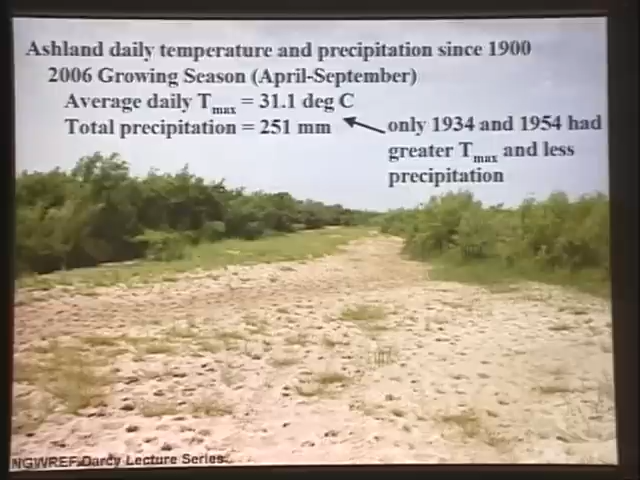 Ashland daily temperature and precipitation since 1900
2006 Growing Season (April-September)
Average daily Tmax = 31.1 deg C
Total precipitation = 251 mm
only 1934 and 1954 had
greater Tmax and less
precipitation
NGWREF Darcy Lecture Series